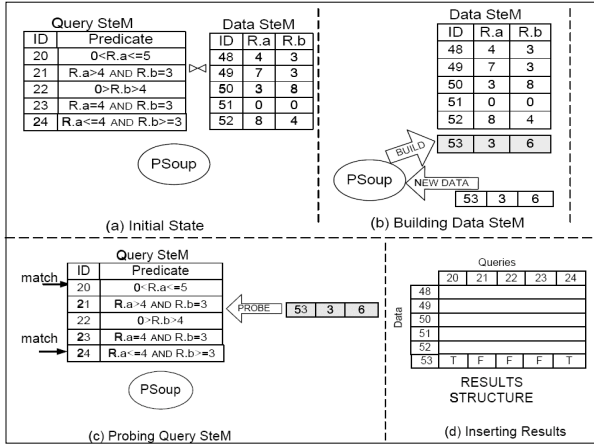 Query SteM
ID Predicate
20 0<R.a<=5
21 R.a>4 AND R.b=3
22 0>R.b>4
23 R.a=4 AND R.b=3
24 R.a<=4 AND R.b>=3
Data SteM
ID R.a R.b
48 4 3
49 7 3
50 3 8
51 0 0
52 8 4
PSoup
(a) Initial State
Data SteM
ID R.a R.b
48 4 3
49 7 3
50 3 8
51 0 0
52 8 4
53 3 6
BUILD
PSoup
NEW DATA
53 3 6
(b) Building Data SteM
Query SteM
ID Predicate
match
20 0<R.a<=5
21 R.a>4 AND R.b=3
22 0>R.b>4
23 R.a=4 AND R.b=3
match
24 R.a<=4 AND R.b>=3
PROBE
53 3 6
PSoup
(c) Probing Query SteM
Queries
20 21 22 23 24
Data
48
49
50
51
52
53 T F F F T
RESULTS
STRUCTURE
(d) Inserting Results